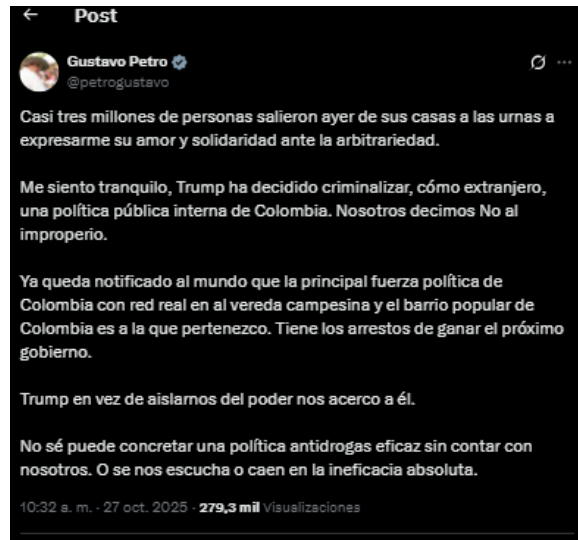 Post
Gustavo Petro
@petrogustavo
Casi tres millones de personas salieron ayer de sus casas a las urnas a
expresarme su amor y solidaridad ante la arbitrariedad.
Me siento tranquilo, Trump ha decidido criminalizar, cómo extranjero,
una política pública interna de Colombia. Nosotros decimos No al
improperio.
Ya queda notificado al mundo que la principal fuerza política de
Colombia con red real en al vereda campesina y el barrio popular de
Colombia es a la que pertenezco. Tiene los arrestos de ganar el próximo
gobierno.
Trump en vez de aislarnos del poder nos acerco a él.
No sé puede concretar una política antidrogas eficaz sin contar con
nosotros. O se nos escucha o caen en la ineficacia absoluta.
10:32 a. m. · 27 oct. 2025 · 279,3 mil Visualizaciones